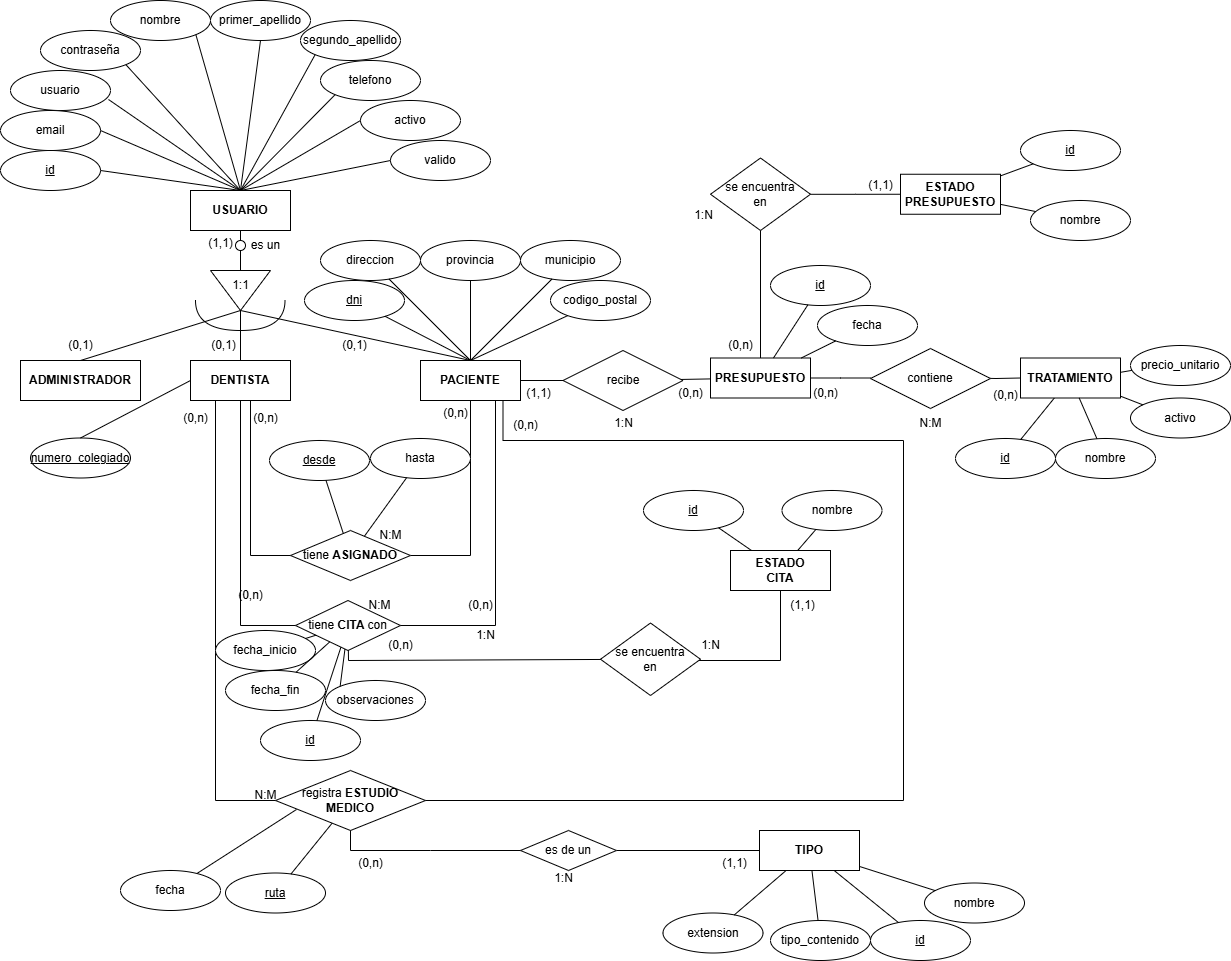 nombre
primer_apellido
segundo_apellido
contraseña
telefono
usuario
activo
email
valido
id
USUARIO
(1,1)
es un
1:1
(0,1)
(0,1)
(0,1)
ADMINISTRADOR
DENTISTA
PACIENTE
direccion
provincia
municipio
dni
codigo_postal
(1,1)
recibe
1:N
(0,n)
PRESUPUESTO
id
fecha
(0,n)
se encuentra
en
1:N
(1,1)
ESTADO
PRESUPUESTO
id
nombre
(0,n)
contiene
N:M
(0,n)
TRATAMIENTO
precio_unitario
activo
id
nombre
numero_colegiado
(0,n)
(0,n)
(0,n)
(0,n)
desde
hasta
N:M
tiene ASIGNADO
(0,n)
N:M
tiene CITA con
(0,n)
1:N
(0,n)
fecha_inicio
fecha_fin
observaciones
id
se encuentra
en
1:N
(1,1)
ESTADO
CITA
id
nombre
N:M
registra ESTUDIO
MEDICO
fecha
ruta
(0,n)
es de un
1:N
(1,1)
TIPO
extension
tipo_contenido
id
nombre